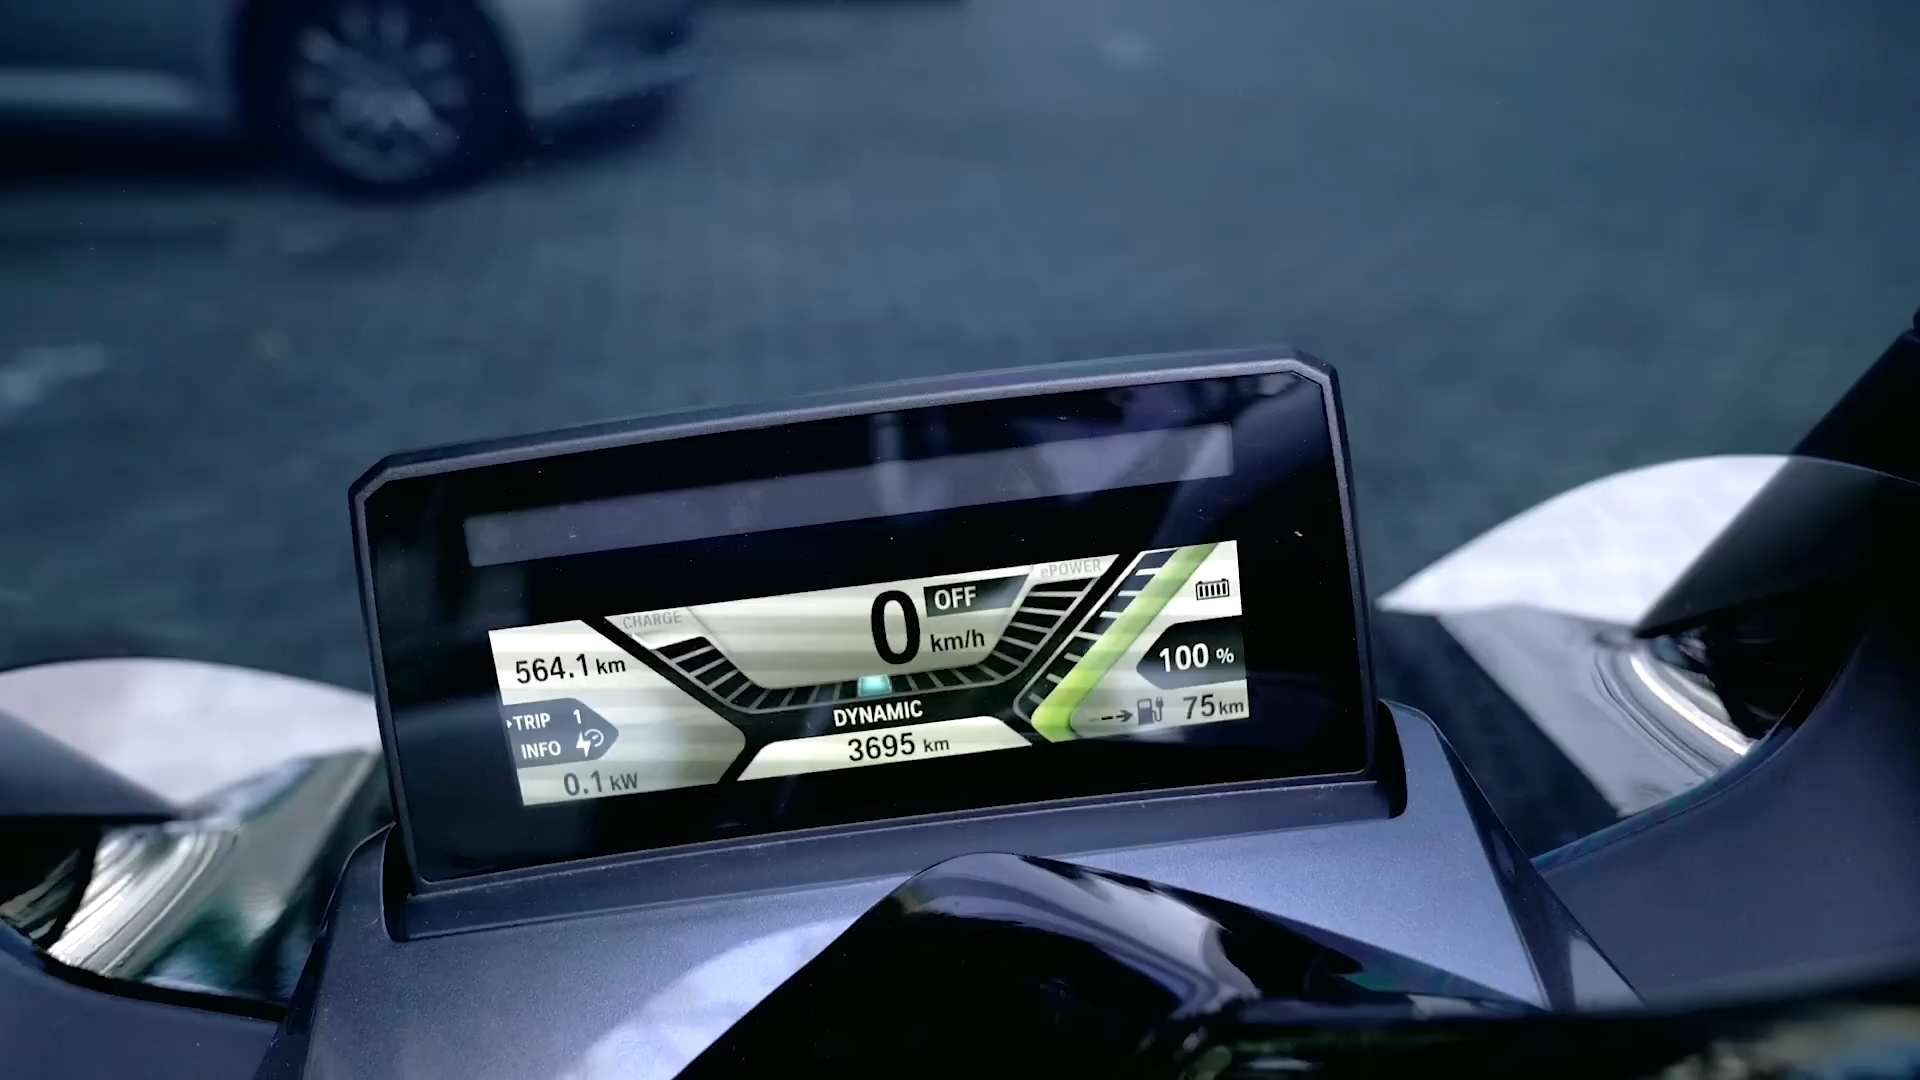 CHARGE
ePOWER
0 OFF
km/h
564.1 km
TRIP 1
INFO
0.1 kW
DYNAMIC
3695 km
100 %
75 km